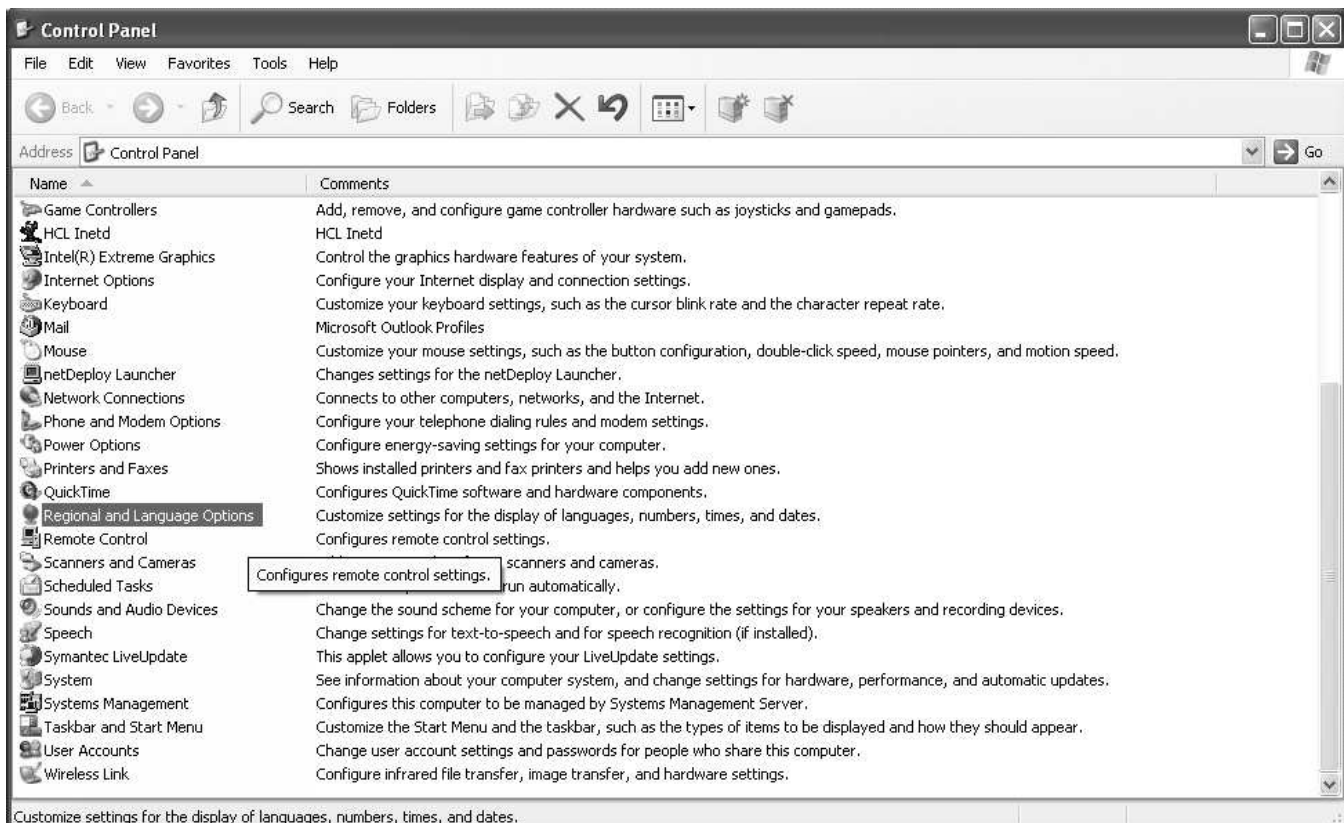 Control Panel
File Edit View Favorites Tools Help
Back Search Folders
Address Control Panel Go
Name Comments
Game Controllers Add, remove, and configure game controller hardware such as joysticks and gamepads.
HCL Inetd HCL Inetd
Intel(R) Extreme Graphics Control the graphics hardware features of your system.
Internet Options Configure your Internet display and connection settings.
Keyboard Customize your keyboard settings, such as the cursor blink rate and the character repeat rate.
Mail Microsoft Outlook Profiles
Mouse Customize your mouse settings, such as the button configuration, double-click speed, mouse pointers, and motion speed.
netDeploy Launcher Changes settings for the netDeploy Launcher.
Network Connections Connects to other computers, networks, and the Internet.
Phone and Modem Options Configure your telephone dialing rules and modem settings.
Power Options Configure energy-saving settings for your computer.
Printers and Faxes Shows installed printers and fax printers and helps you add new ones.
QuickTime Configures QuickTime software and hardware components.
Regional and Language Options Customize settings for the display of languages, numbers, times, and dates.
Remote Control Configures remote control settings.
Scanners and Cameras scanners and cameras.
Configures remote control settings.
Scheduled Tasks run automatically.
Sounds and Audio Devices Change the sound scheme for your computer, or configure the settings for your speakers and recording devices.
Speech Change settings for text-to-speech and for speech recognition (if installed).
Symantec LiveUpdate This applet allows you to configure your LiveUpdate settings.
System See information about your computer system, and change settings for hardware, performance, and automatic updates.
Systems Management Configures this computer to be managed by Systems Management Server.
Taskbar and Start Menu Customize the Start Menu and the taskbar, such as the types of items to be displayed and how they should appear.
User Accounts Change user account settings and passwords for people who share this computer.
Wireless Link Configure infrared file transfer, image transfer, and hardware settings.
Customize settings for the display of languages, numbers, times, and dates.